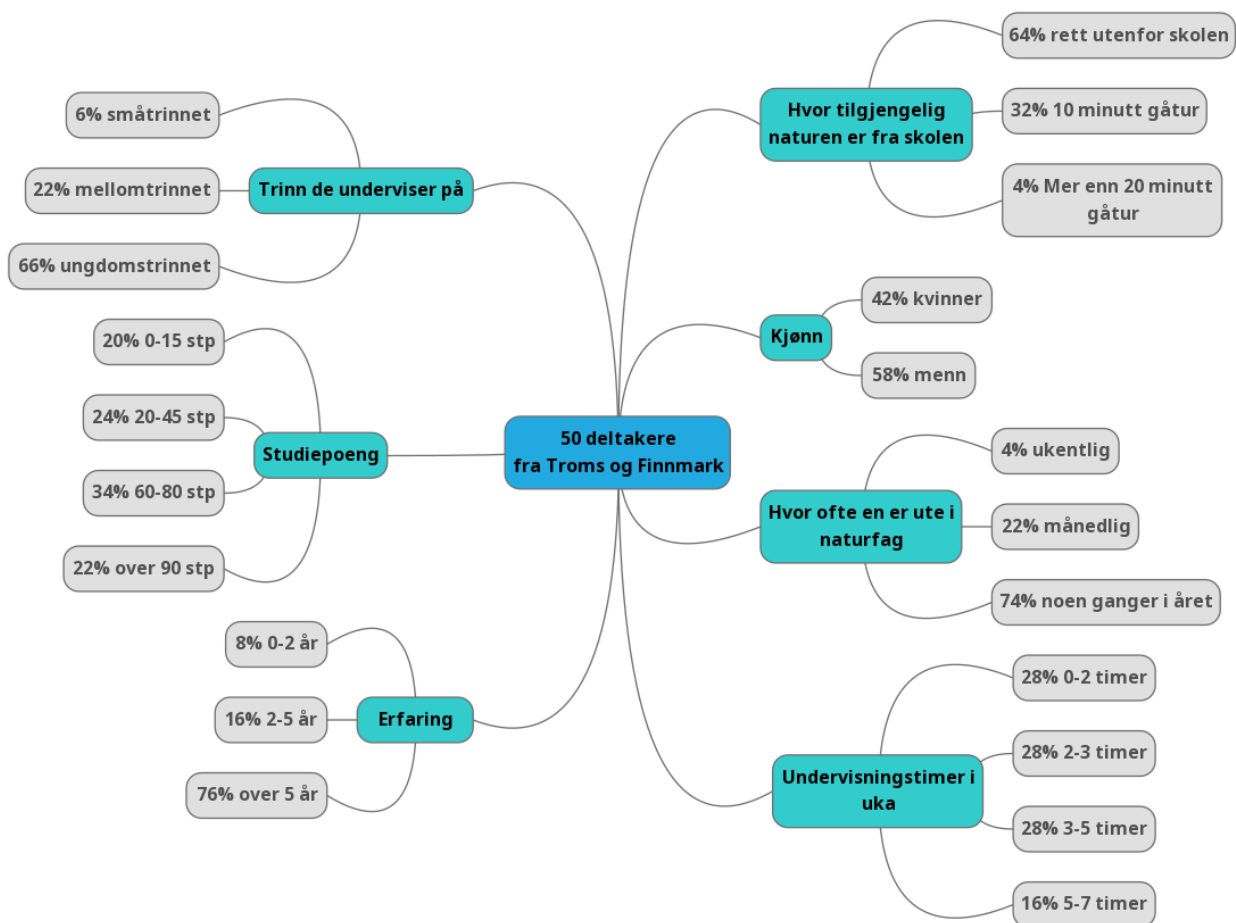 50 deltakere
fra Troms og Finnmark
Trinn de underviser på
6% småtrinnet
22% mellomtrinnet
66% ungdomstrinnet
Studiepoeng
20% 0-15 stp
24% 20-45 stp
34% 60-80 stp
22% over 90 stp
Erfaring
8% 0-2 år
16% 2-5 år
76% over 5 år
Hvor tilgjengelig
naturen er fra skolen
64% rett utenfor skolen
32% 10 minutt gåtur
4% Mer enn 20 minutt
gåtur
Kjønn
42% kvinner
58% menn
Hvor ofte en er ute i
naturfag
4% ukentlig
22% månedlig
74% noen ganger i året
Undervisningstimer i
uka
28% 0-2 timer
28% 2-3 timer
28% 3-5 timer
16% 5-7 timer